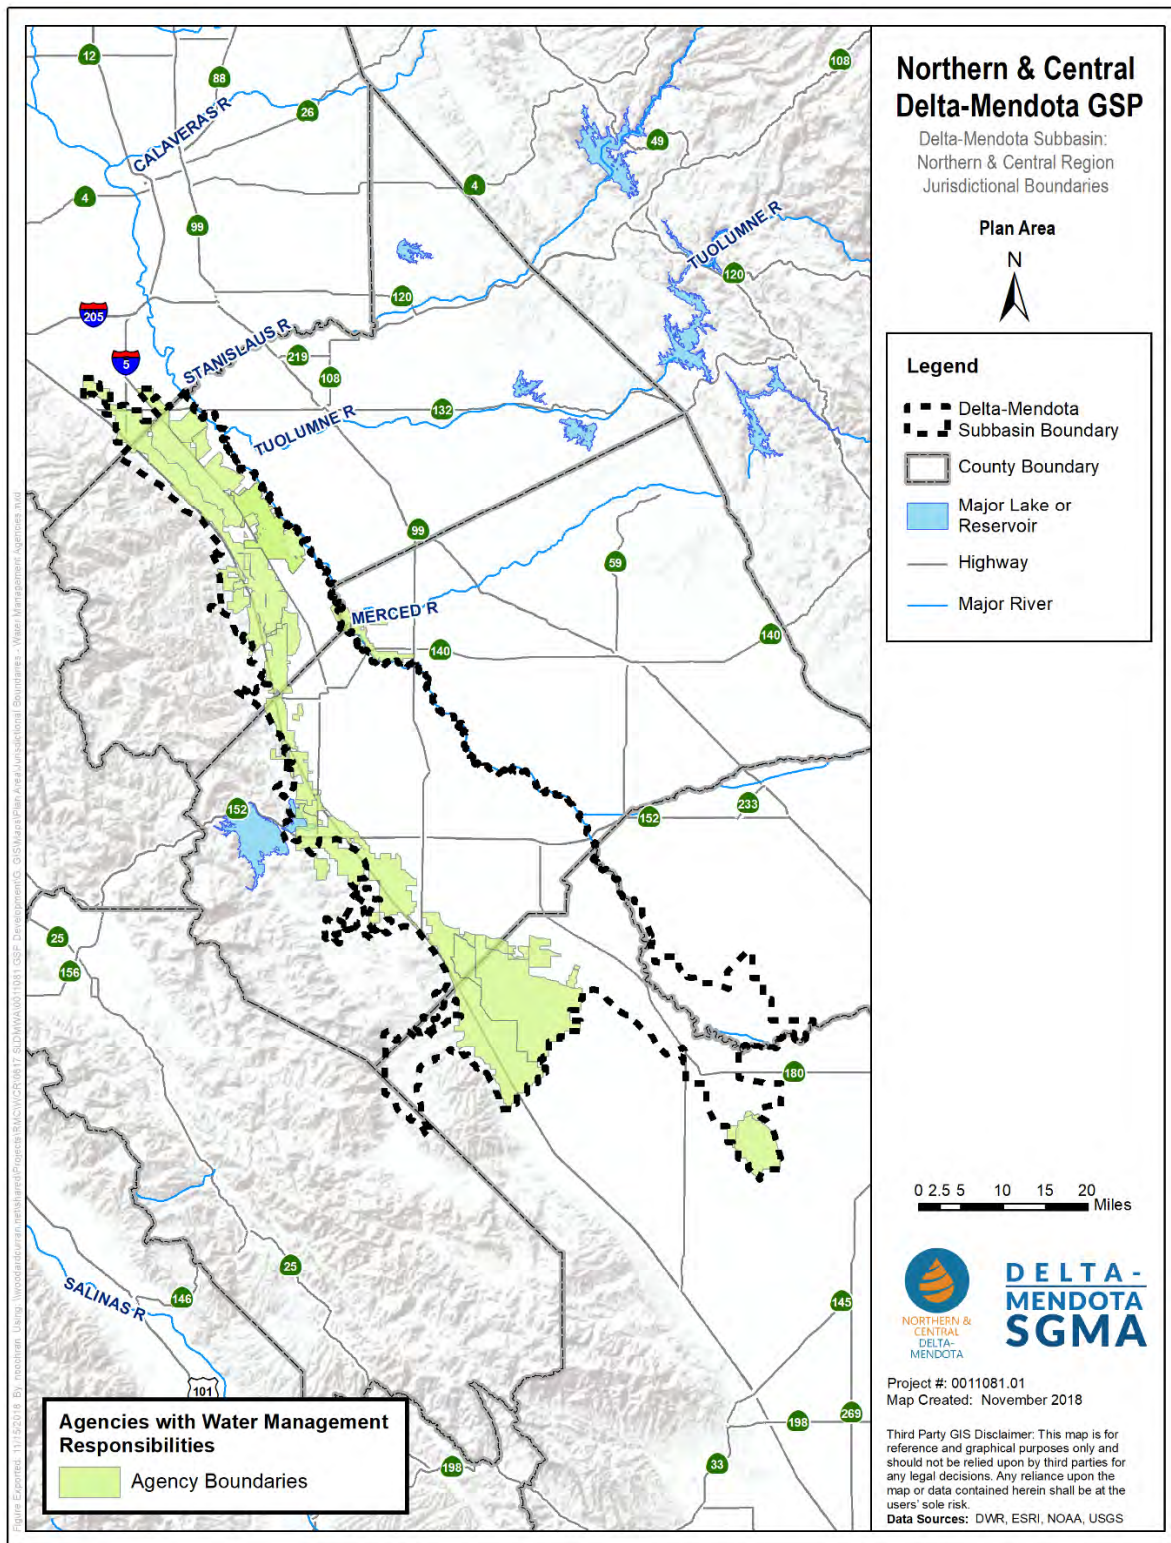 Northern & Central
Delta-Mendota GSP
Delta-Mendota Subbasin:
Northern & Central Region
Jurisdictional Boundaries
Plan Area
N
Legend
Delta-Mendota
Subbasin Boundary
County Boundary
Major Lake or
Reservoir
Highway
Major River
0 2.5 5 10 15 20
Miles
NORTHERN &
CENTRAL
DELTA-
MENDOTA
DELTA-
MENDOTA
SGMA
Project #: 0011081.01
Map Created: November 2018
Third Party GIS Disclaimer: This map is for
reference and graphical purposes only and
should not be relied upon by third parties for
any legal decisions. Any reliance upon the
map or data contained herein shall be at the
users' sole risk.
Data Sources: DWR, ESRI, NOAA, USGS
12
88
26
108
CALAVERAS R
49
4
4
99
TUOLUMNE R
120
120
205
5
STANISLAUS R
219
108
132
TUOLUMNE R
99
59
MERCED R
140
140
152
152
233
25
156
180
25
146
SALINAS R
101
145
198
269
33
198
Agencies with Water Management
Responsibilities
Agency Boundaries